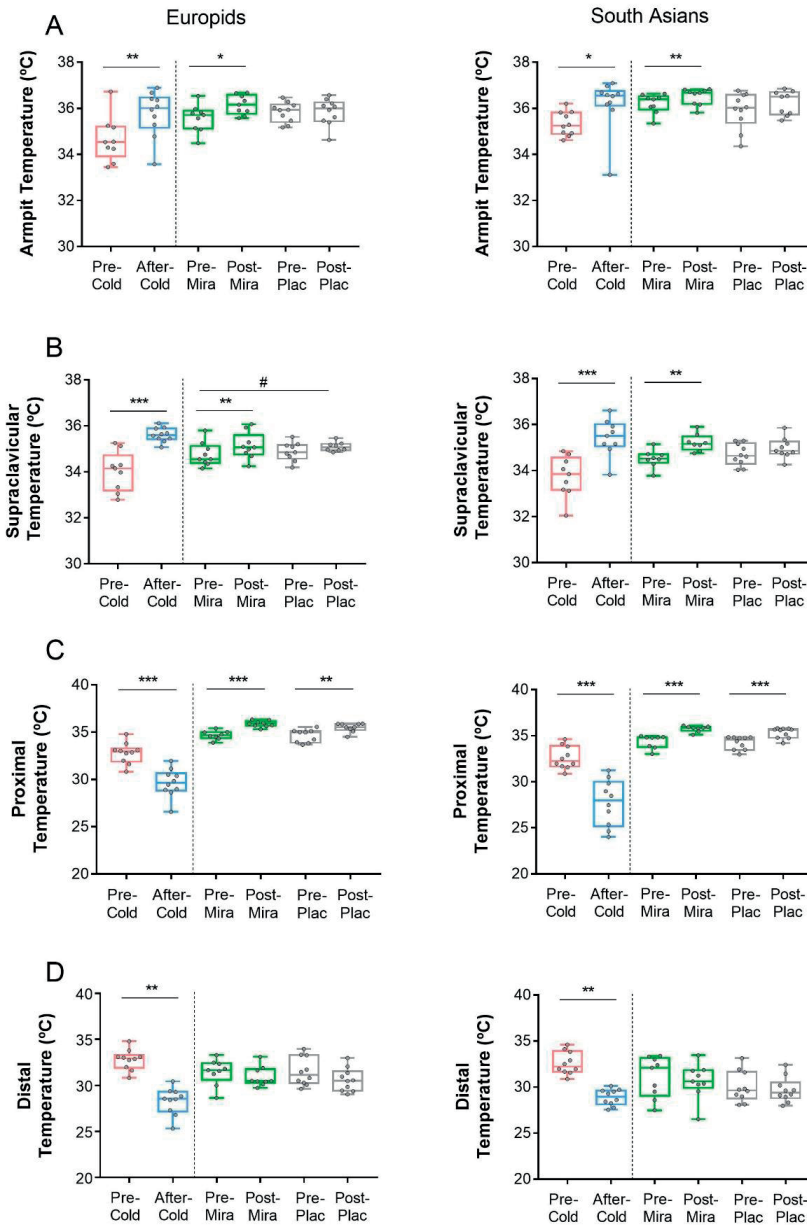 Europids
South Asians
A
** *
* **
Armpit Temperature (ºC)
38
36
34
32
30
Pre-Cold After-Cold Pre-Mira Post-Mira Pre-Plac Post-Plac
Armpit Temperature (ºC)
38
36
34
32
30
Pre-Cold After-Cold Pre-Mira Post-Mira Pre-Plac Post-Plac
B
#
*** **
*** **
Supraclavicular
Temperature (ºC)
38
36
34
32
30
Pre-Cold After-Cold Pre-Mira Post-Mira Pre-Plac Post-Plac
Supraclavicular
Temperature (ºC)
38
36
34
32
30
Pre-Cold After-Cold Pre-Mira Post-Mira Pre-Plac Post-Plac
C
*** *** **
*** *** ***
Proximal
Temperature (ºC)
40
35
30
25
20
Pre-Cold After-Cold Pre-Mira Post-Mira Pre-Plac Post-Plac
Proximal
Temperature (ºC)
40
35
30
25
20
Pre-Cold After-Cold Pre-Mira Post-Mira Pre-Plac Post-Plac
D
**
**
Distal
Temperature (ºC)
40
35
30
25
20
Pre-Cold After-Cold Pre-Mira Post-Mira Pre-Plac Post-Plac
Distal
Temperature (ºC)
40
35
30
25
20
Pre-Cold After-Cold Pre-Mira Post-Mira Pre-Plac Post-Plac